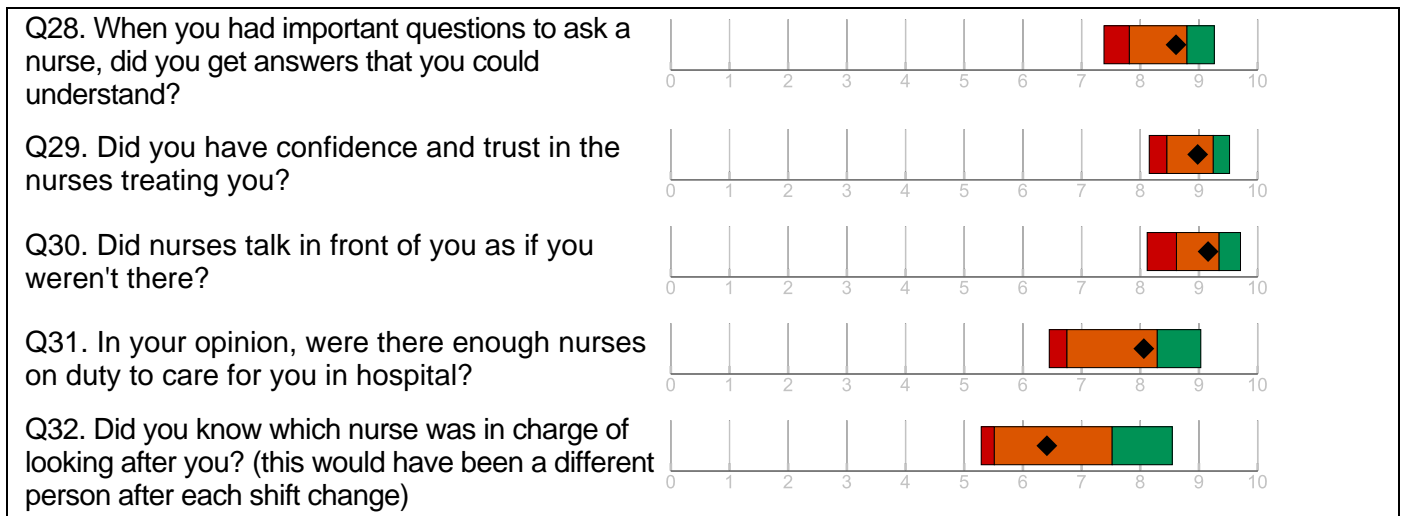 Q28. When you had important questions to ask a
nurse, did you get answers that you could
understand?
0 1 2 3 4 5 6 7 8 9 10
Q29. Did you have confidence and trust in the
nurses treating you?
0 1 2 3 4 5 6 7 8 9 10
Q30. Did nurses talk in front of you as if you
weren't there?
0 1 2 3 4 5 6 7 8 9 10
Q31. In your opinion, were there enough nurses
on duty to care for you in hospital?
0 1 2 3 4 5 6 7 8 9 10
Q32. Did you know which nurse was in charge of
looking after you? (this would have been a different
person after each shift change)
0 1 2 3 4 5 6 7 8 9 10